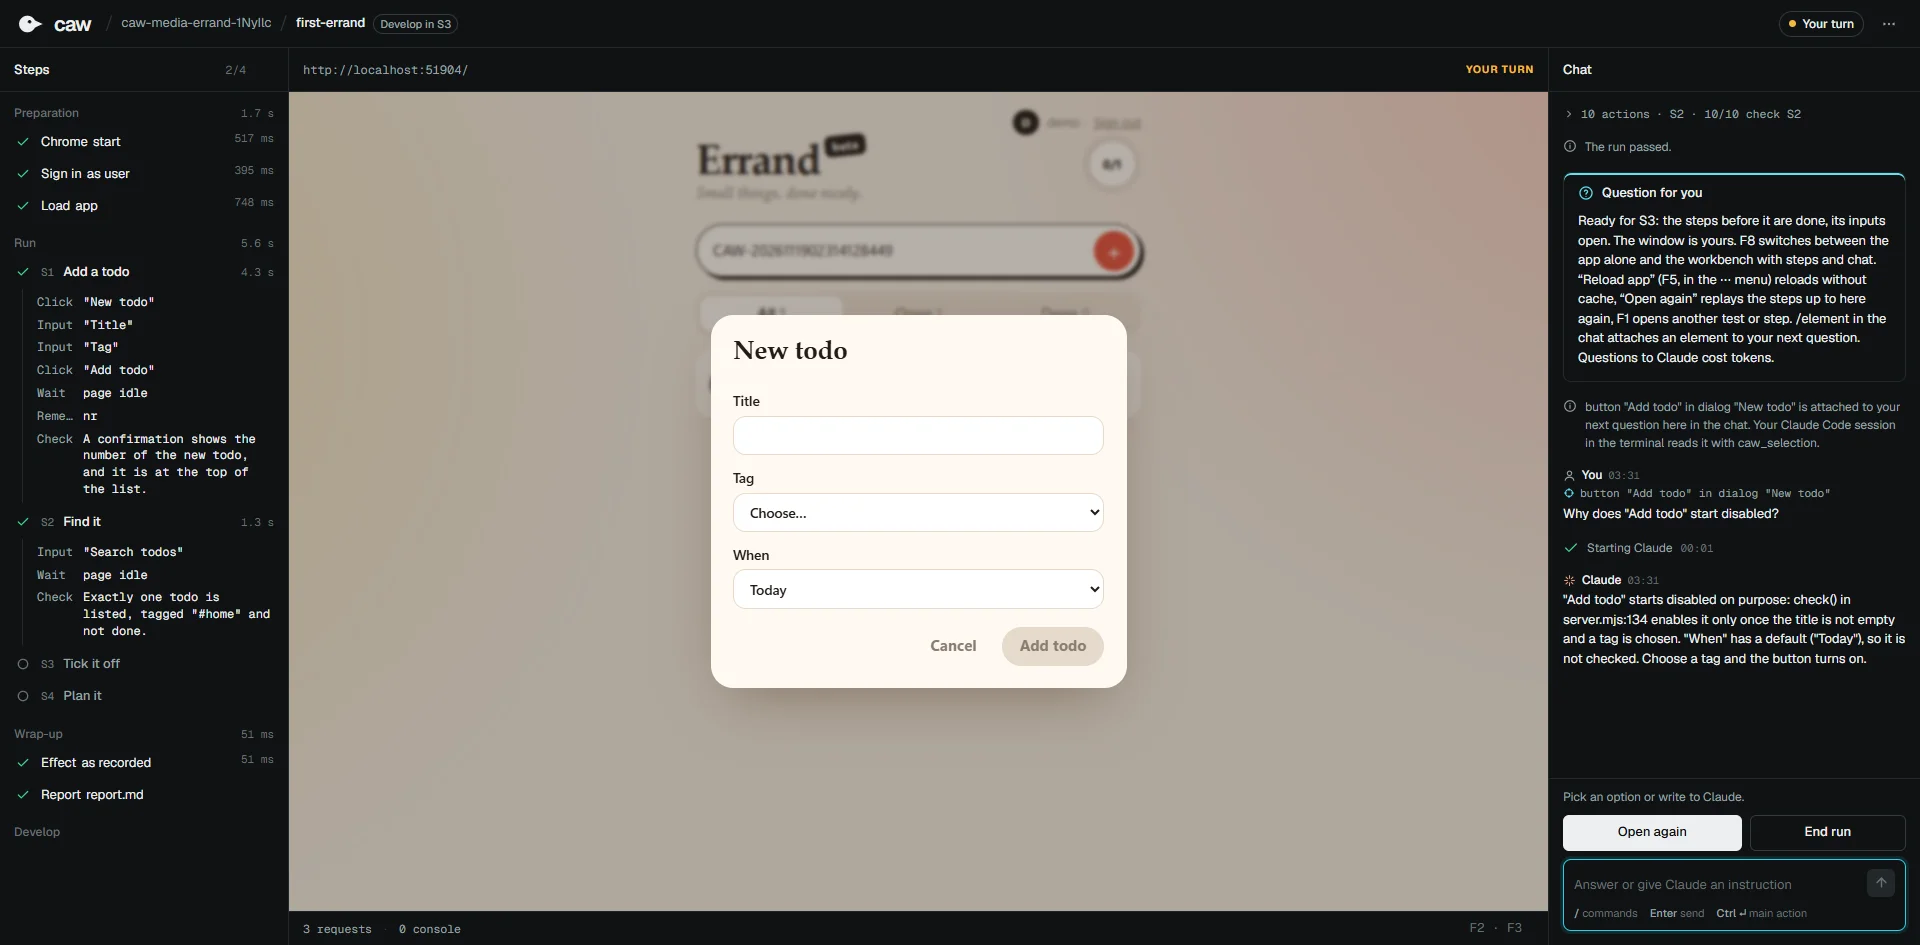 caw / caw-media-errand-1Nyllc / first-errand Develop in S3
Your turn ···
Steps 2/4
Preparation 1.7 s
Chrome start 517 ms
Sign in as user 395 ms
Load app 748 ms
Run 5.6 s
S1 Add a todo 4.3 s
Click "New todo"
Input "Title"
Input "Tag"
Click "Add todo"
Wait page idle
Reme… nr
Check A confirmation shows the
number of the new todo,
and it is at the top of
the list.
S2 Find it 1.3 s
Input "Search todos"
Wait page idle
Check Exactly one todo is
listed, tagged "#home" and
not done.
S3 Tick it off
S4 Plan it
Wrap-up 51 ms
Effect as recorded 51 ms
Report report.md
Develop
http://localhost:51904/ YOUR TURN
demo · Sign out
Errand beta
0/1
Small things, done nicely.
New todo
Title
Tag
Choose...
When
Today
Cancel Add todo
3 requests · 0 console F2 · F3
Chat
10 actions · S2 · 10/10 check S2
The run passed.
Question for you
Ready for S3: the steps before it are done, its inputs
open. The window is yours. F8 switches between the
app alone and the workbench with steps and chat.
“Reload app” (F5, in the ··· menu) reloads without
cache, “Open again” replays the steps up to here
again, F1 opens another test or step. /element in the
chat attaches an element to your next question.
Questions to Claude cost tokens.
button "Add todo" in dialog "New todo" is attached to your
next question here in the chat. Your Claude Code session
in the terminal reads it with caw_selection.
You 03:31
button "Add todo" in dialog "New todo"
Why does "Add todo" start disabled?
Starting Claude 00:01
Claude 03:31
"Add todo" starts disabled on purpose: check() in
server.mjs:134 enables it only once the title is not empty
and a tag is chosen. "When" has a default ("Today"), so it is
not checked. Choose a tag and the button turns on.
Pick an option or write to Claude.
Open again End run
Answer or give Claude an instruction
/ commands Enter send Ctrl ↵ main action